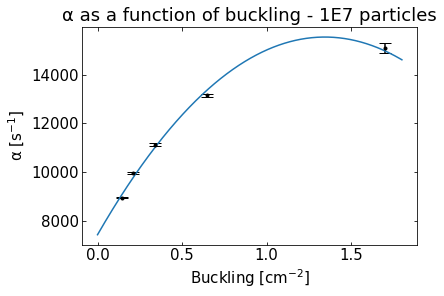 α as a function of buckling - 1E7 particles
14000
12000
10000
8000
α [s⁻¹]
0.0 0.5 1.0 1.5
Buckling [cm⁻²]